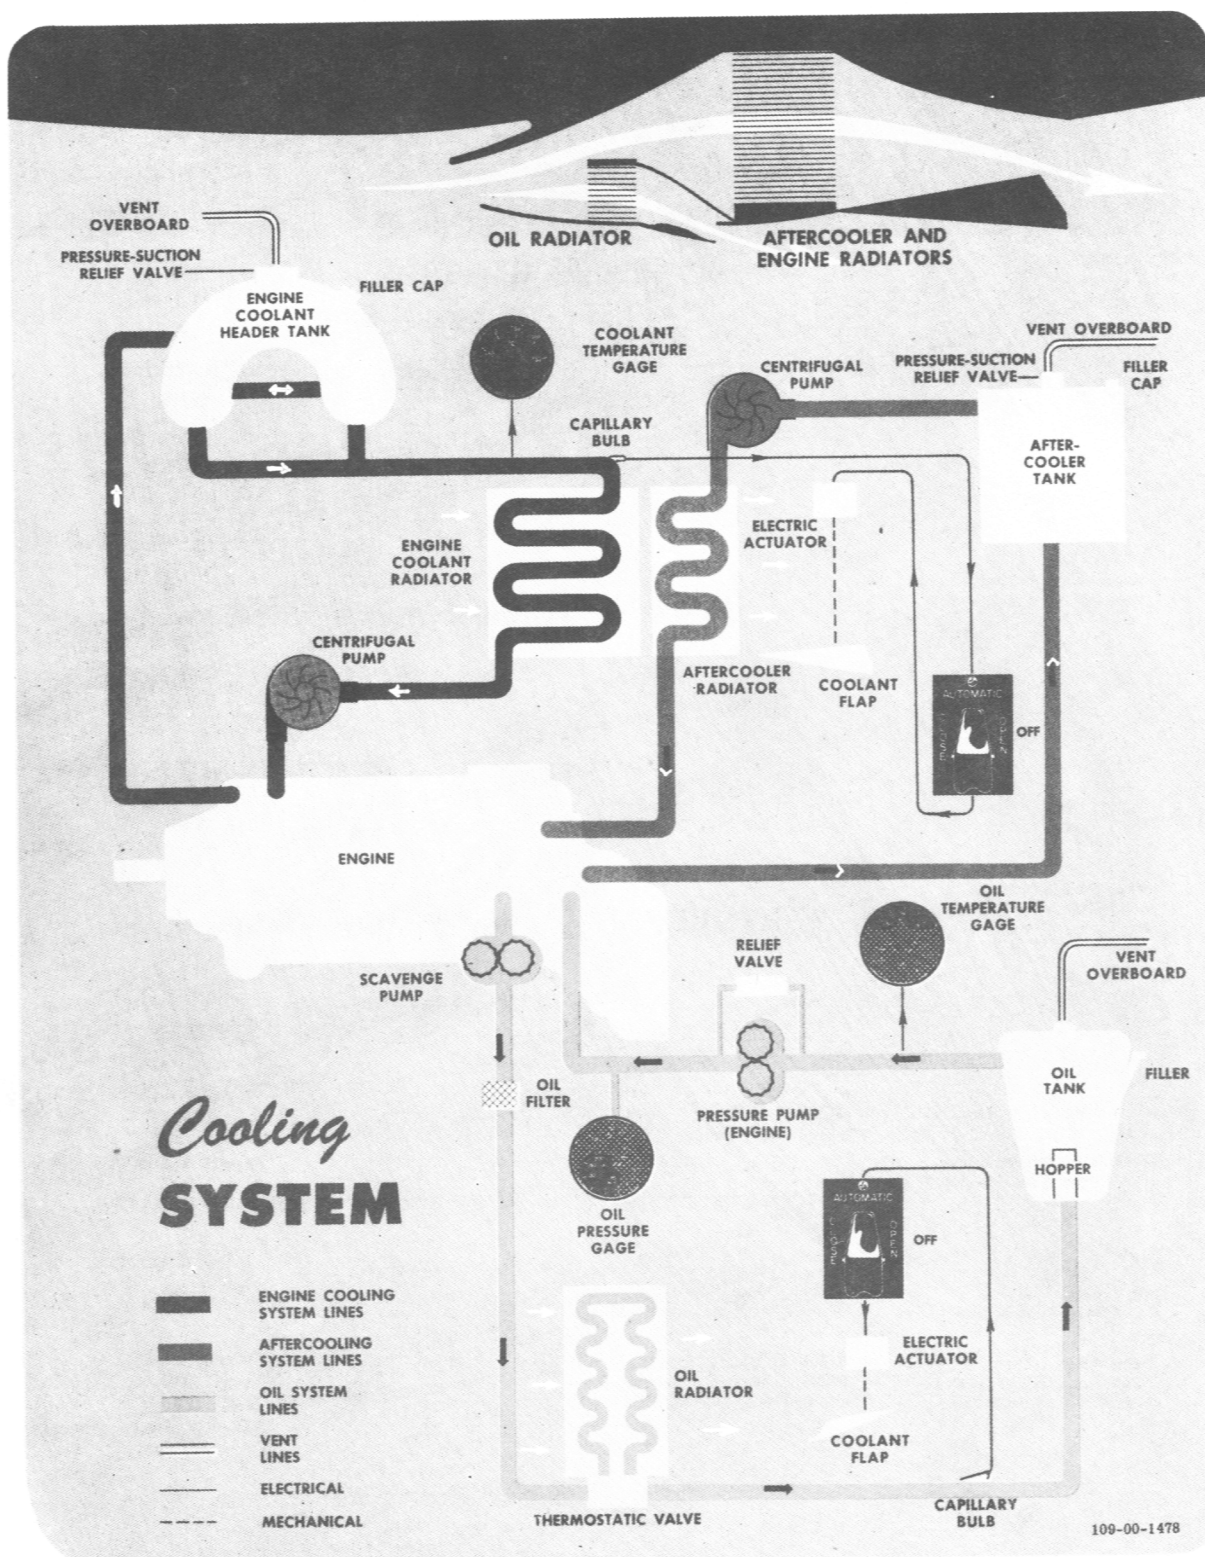 OIL RADIATOR
AFTERCOOLER AND
ENGINE RADIATORS
VENT
OVERBOARD
PRESSURE-SUCTION
RELIEF VALVE
ENGINE
COOLANT
HEADER TANK
FILLER CAP
COOLANT
TEMPERATURE
GAGE
CAPILLARY
BULB
CENTRIFUGAL
PUMP
VENT OVERBOARD
PRESSURE-SUCTION
RELIEF VALVE
FILLER
CAP
AFTER-
COOLER
TANK
ENGINE
COOLANT
RADIATOR
ELECTRIC
ACTUATOR
CENTRIFUGAL
PUMP
AFTERCOOLER
RADIATOR
COOLANT
FLAP
AUTOMATIC
CLOSE
OPEN
OFF
ENGINE
SCAVENGE
PUMP
RELIEF
VALVE
OIL
TEMPERATURE
GAGE
VENT
OVERBOARD
OIL
FILTER
PRESSURE PUMP
(ENGINE)
OIL
TANK
FILLER
HOPPER
OIL
PRESSURE
GAGE
AUTOMATIC
CLOSE
OPEN
OFF
Cooling
SYSTEM
ENGINE COOLING
SYSTEM LINES
AFTERCOOLING
SYSTEM LINES
OIL SYSTEM
LINES
VENT
LINES
ELECTRICAL
MECHANICAL
OIL
RADIATOR
ELECTRIC
ACTUATOR
COOLANT
FLAP
THERMOSTATIC VALVE
CAPILLARY
BULB
109-00-1478